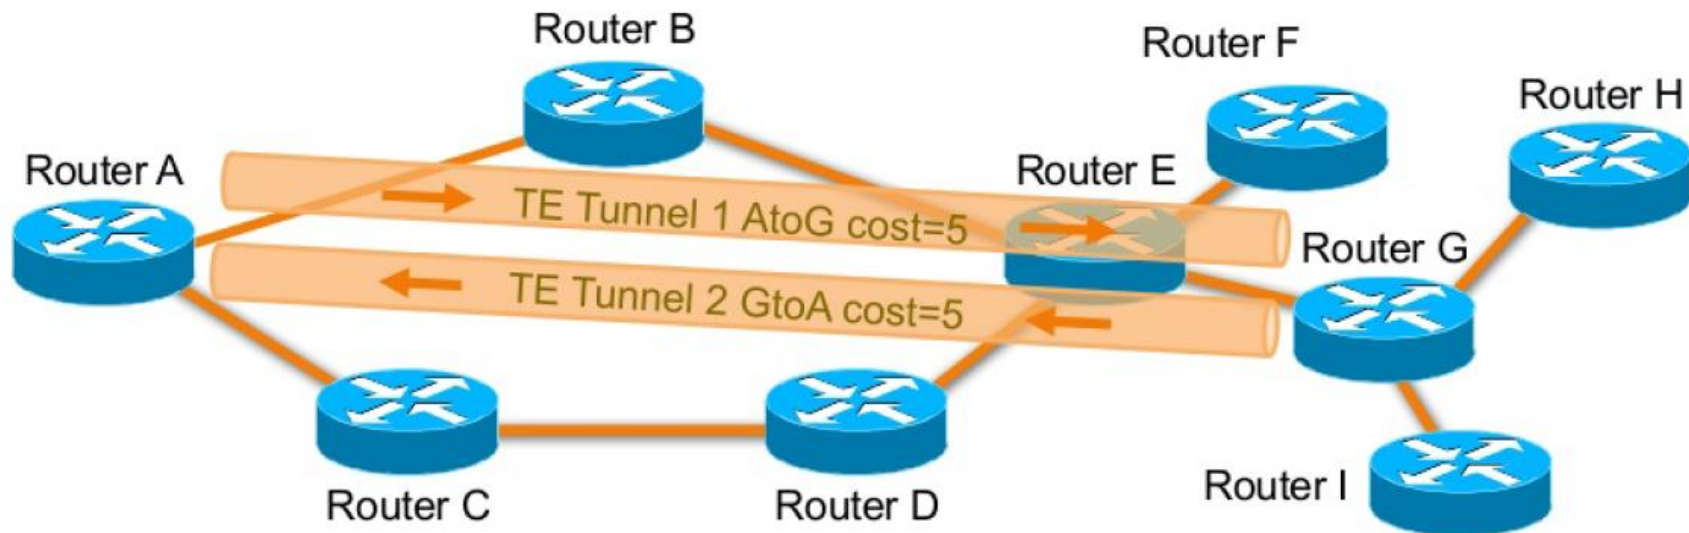 Router B
Router F
Router H
Router A
Router E
TE Tunnel 1 AtoG cost=5
Router G
TE Tunnel 2 GtoA cost=5
Router I
Router C
Router D